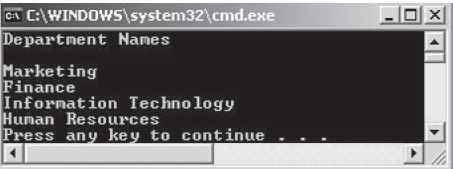 C:\WINDOWS\system32\cmd.exe
Department Names
Marketing
Finance
Information Technology
Human Resources
Press any key to continue . . .